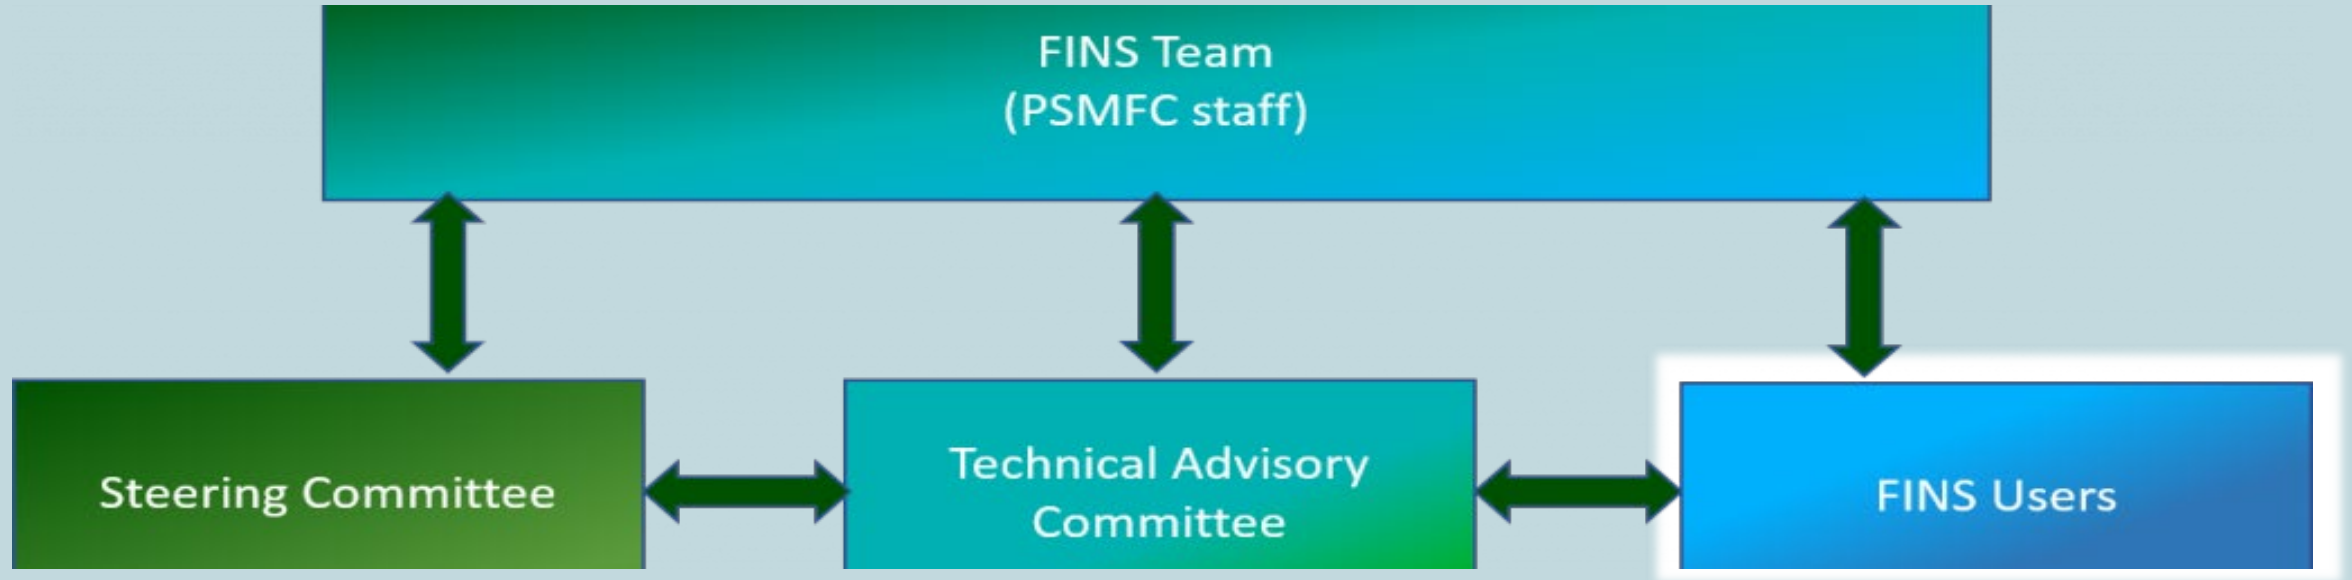 FINS Team
(PSMFC staff)
Steering Committee
Technical Advisory
Committee
FINS Users